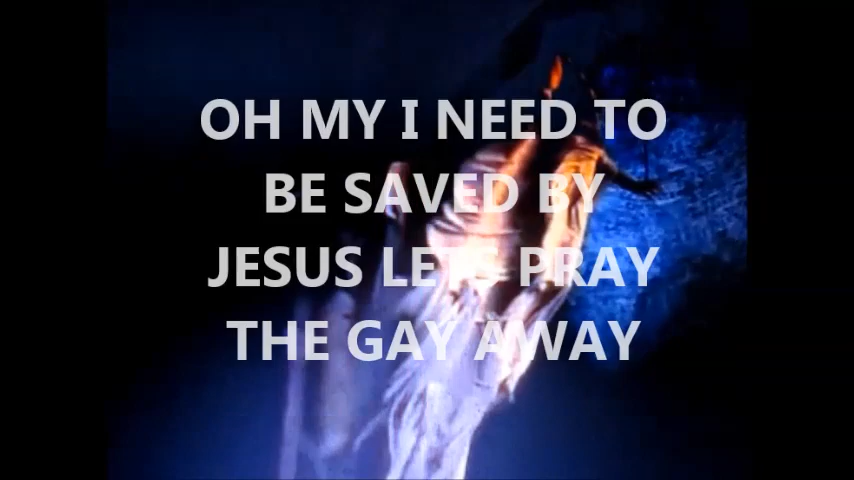 OH MY I NEED TO
BE SAVED BY
JESUS LETS PRAY
THE GAY AWAY